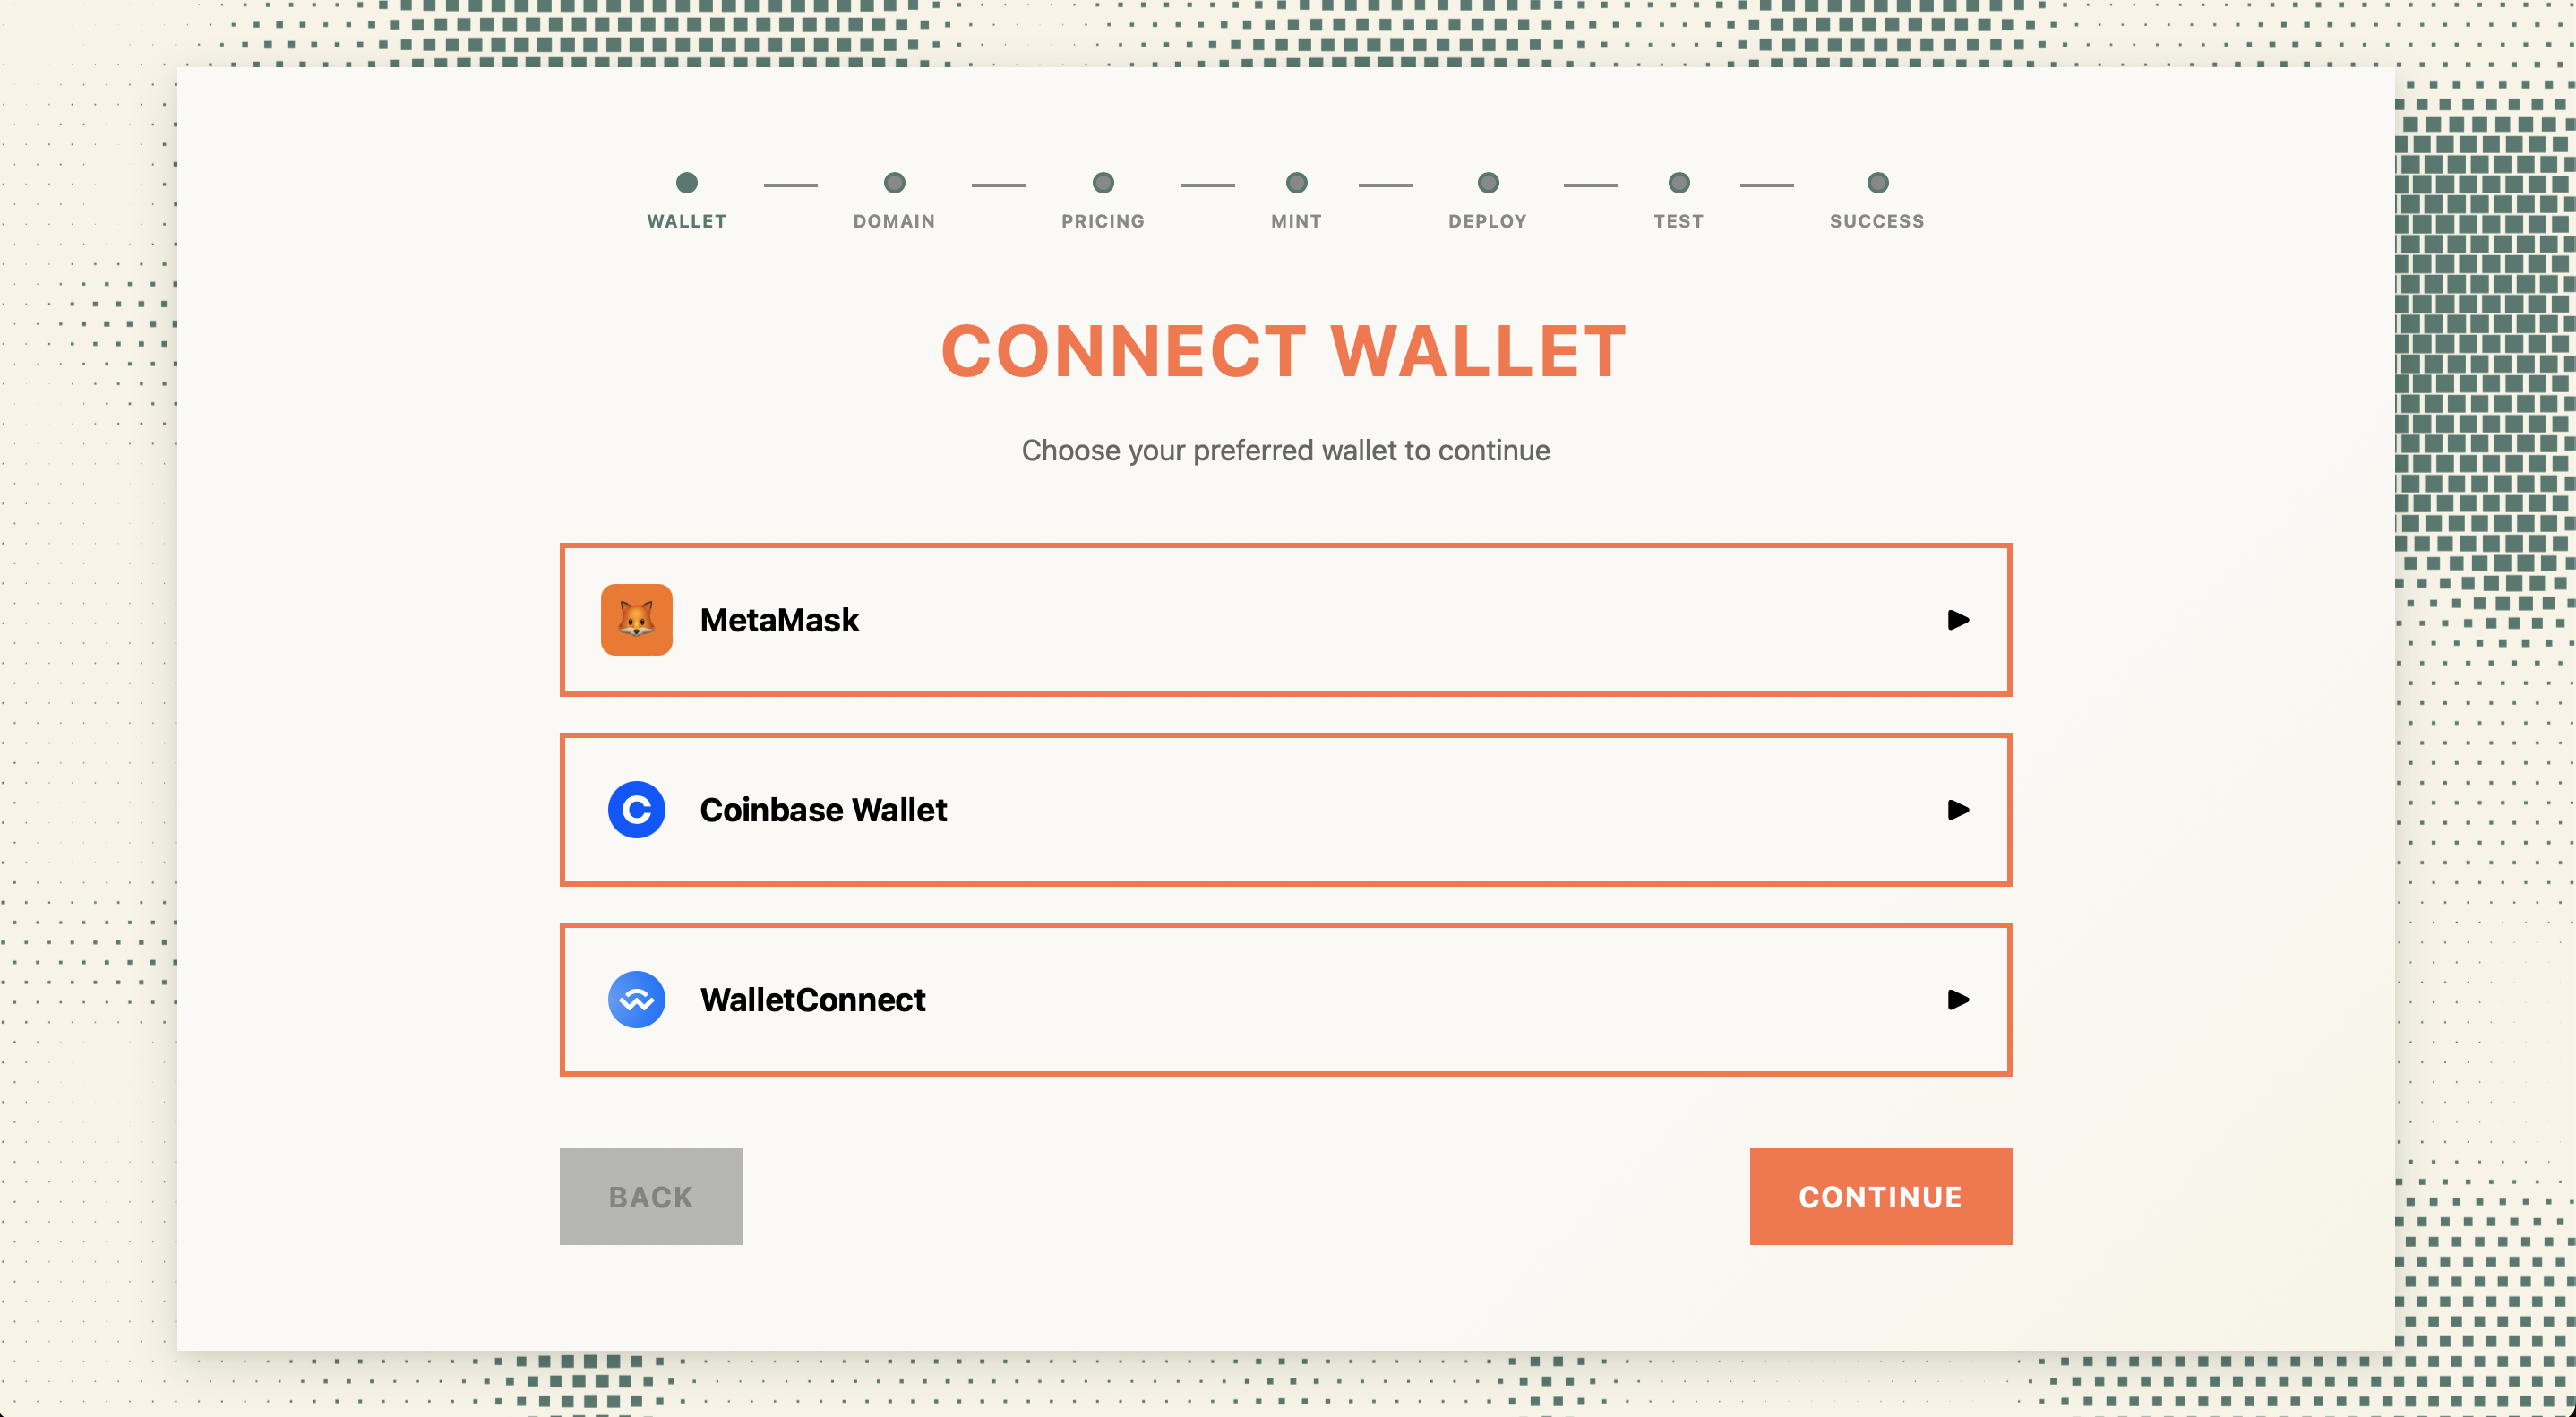 WALLET DOMAIN PRICING MINT DEPLOY TEST SUCCESS
CONNECT WALLET
Choose your preferred wallet to continue
MetaMask
Coinbase Wallet
WalletConnect
BACK CONTINUE